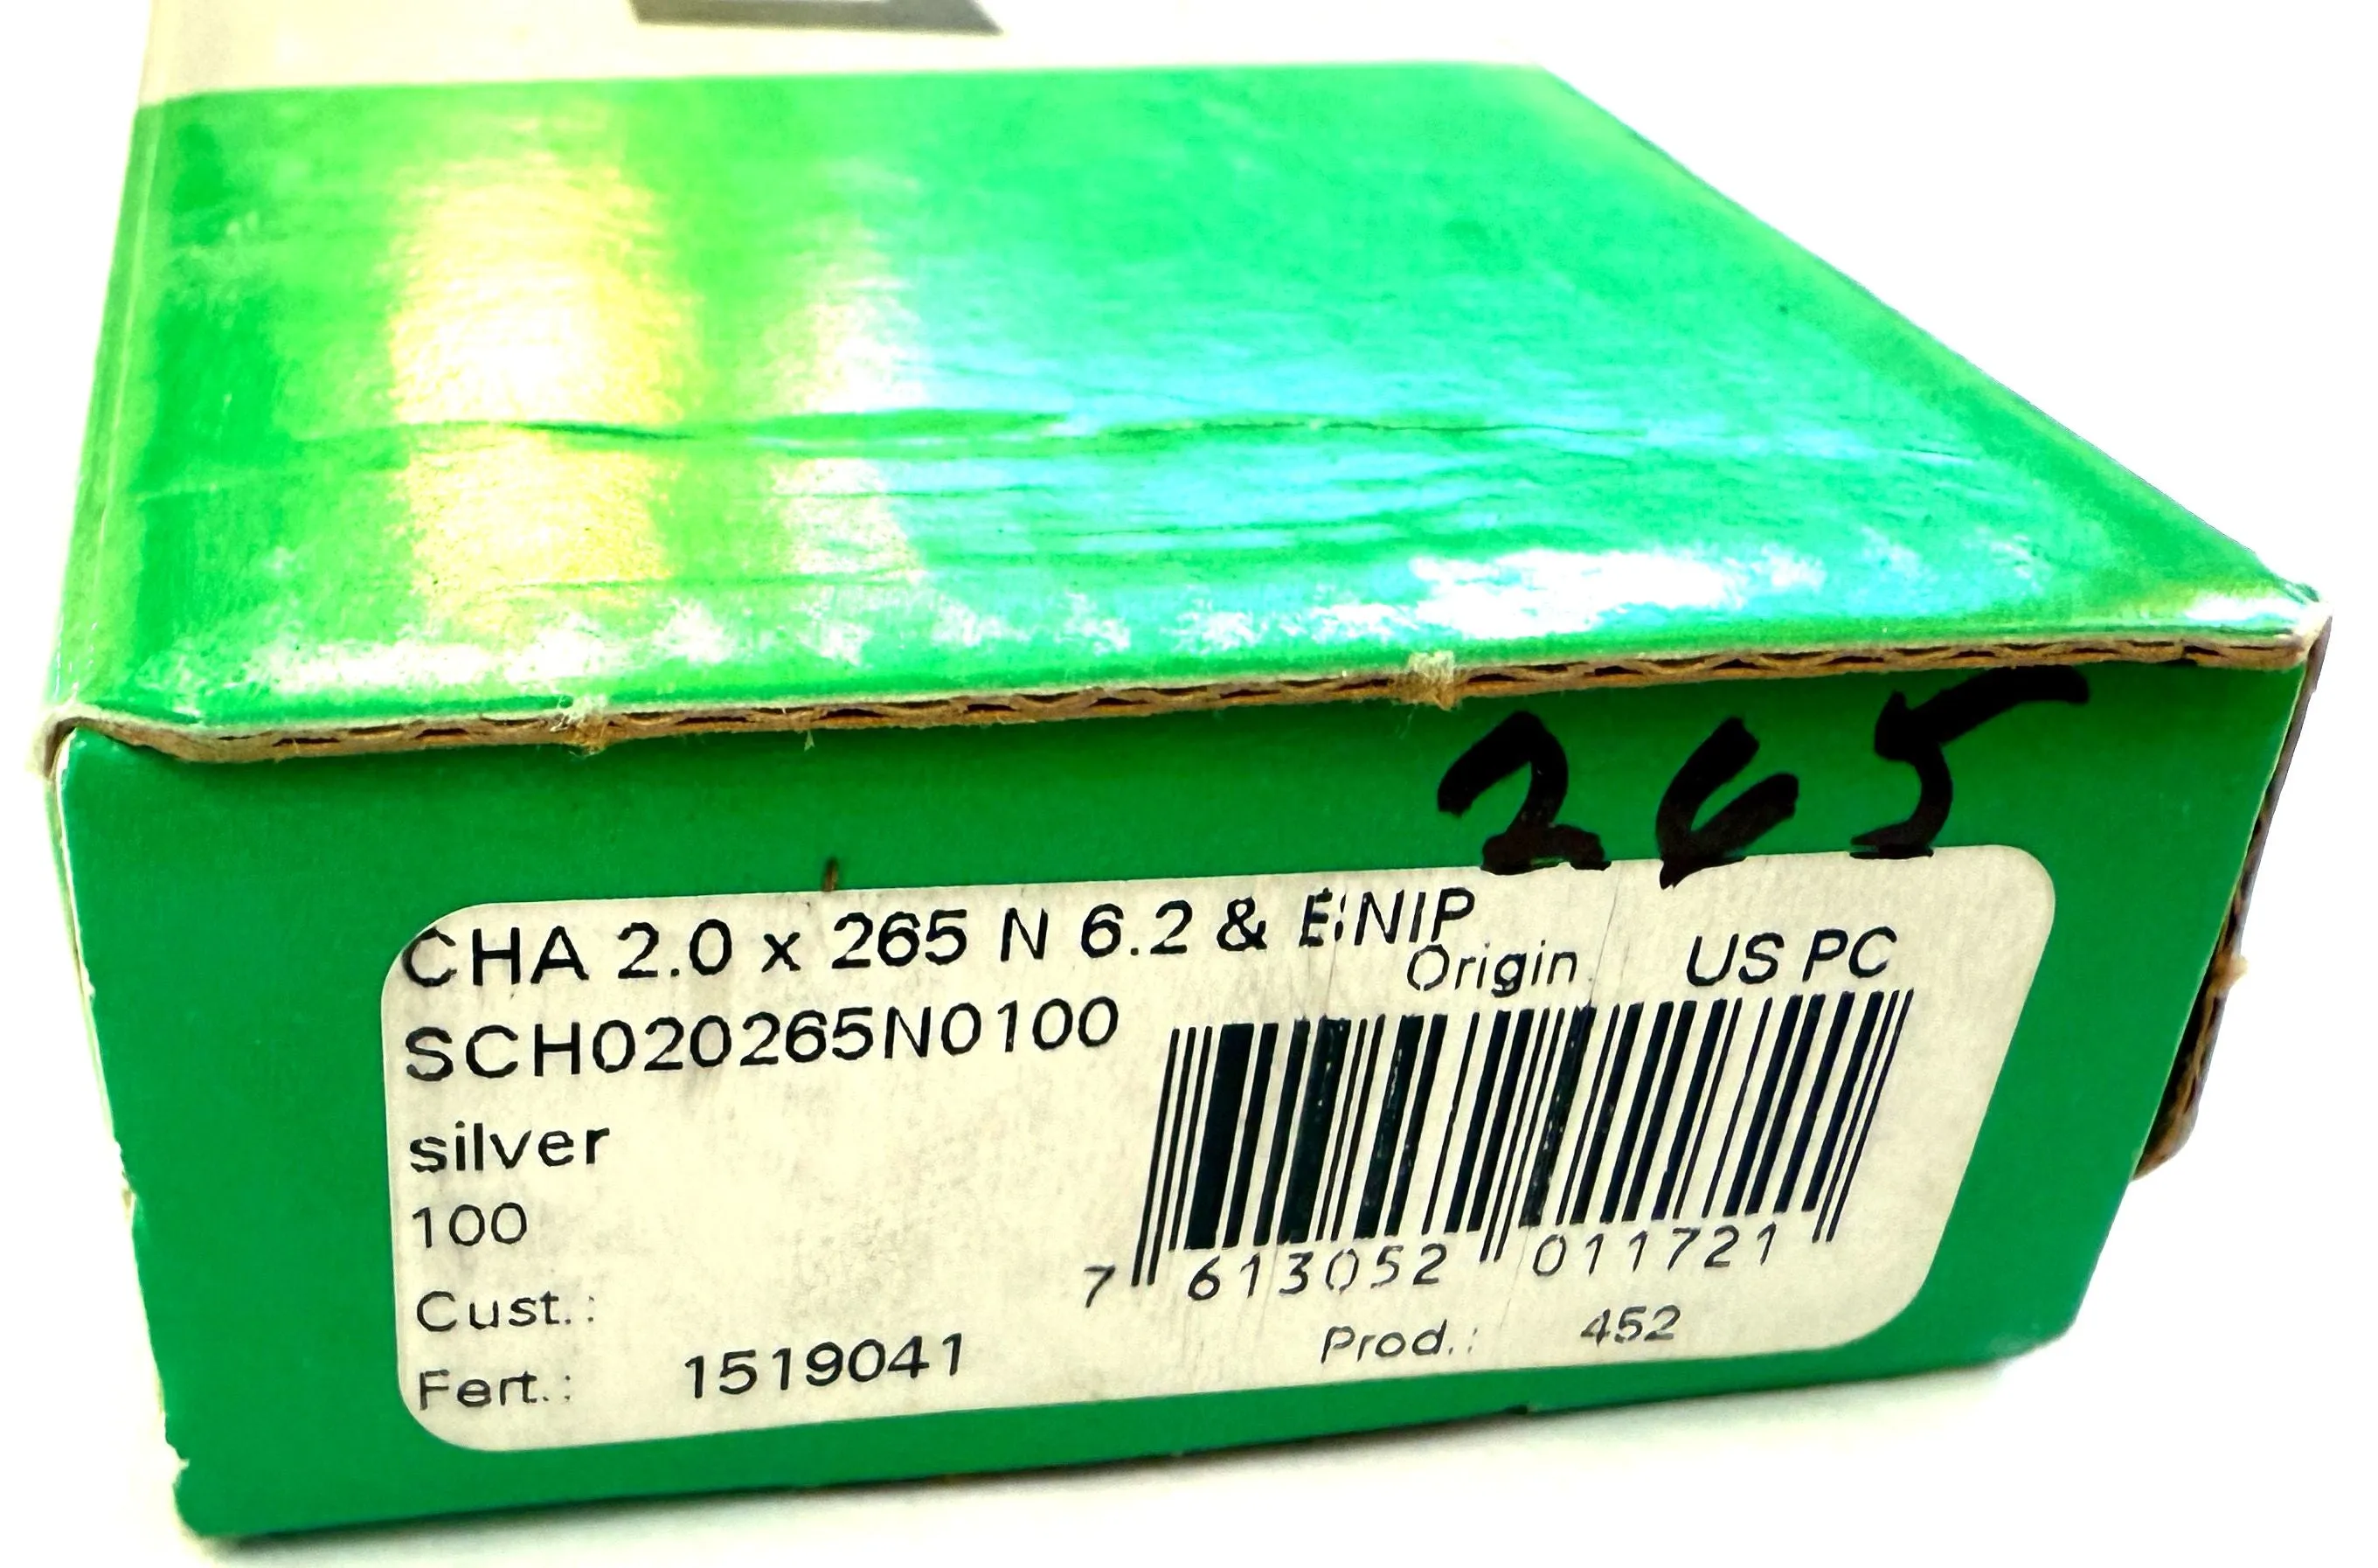 265
CHA 2.0 x 265 N 6.2 & E NIP
Origin US PC
SCH020265N0100
silver
100
7 613052 011721
Cust.:
Prod.: 452
Fert.: 1519041